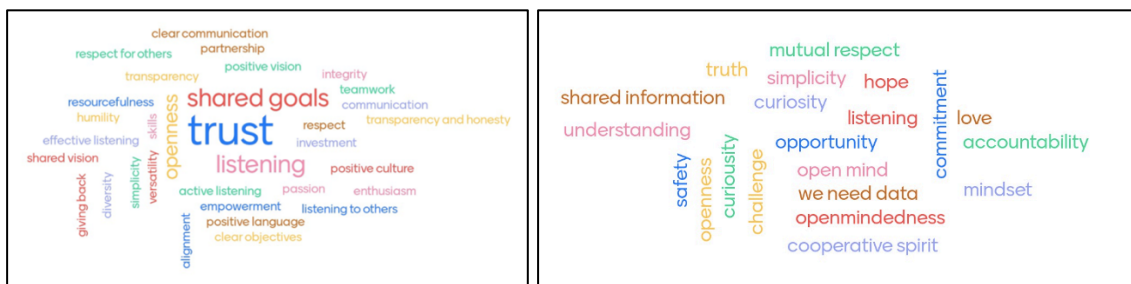 clear communication
partnership
respect for others
positive vision
transparency
integrity
teamwork
resourcefulness
shared goals
communication
humility
skills
openness
trust
respect
transparency and honesty
effective listening
investment
shared vision
listening
positive culture
giving back
diversity
simplicity
versatility
active listening
passion
enthusiasm
empowerment
listening to others
positive language
alignment
clear objectives
mutual respect
truth
simplicity
hope
shared information
curiosity
commitment
listening
love
understanding
opportunity
accountability
safety
openness
curiousity
challenge
open mind
we need data
mindset
openmindedness
cooperative spirit